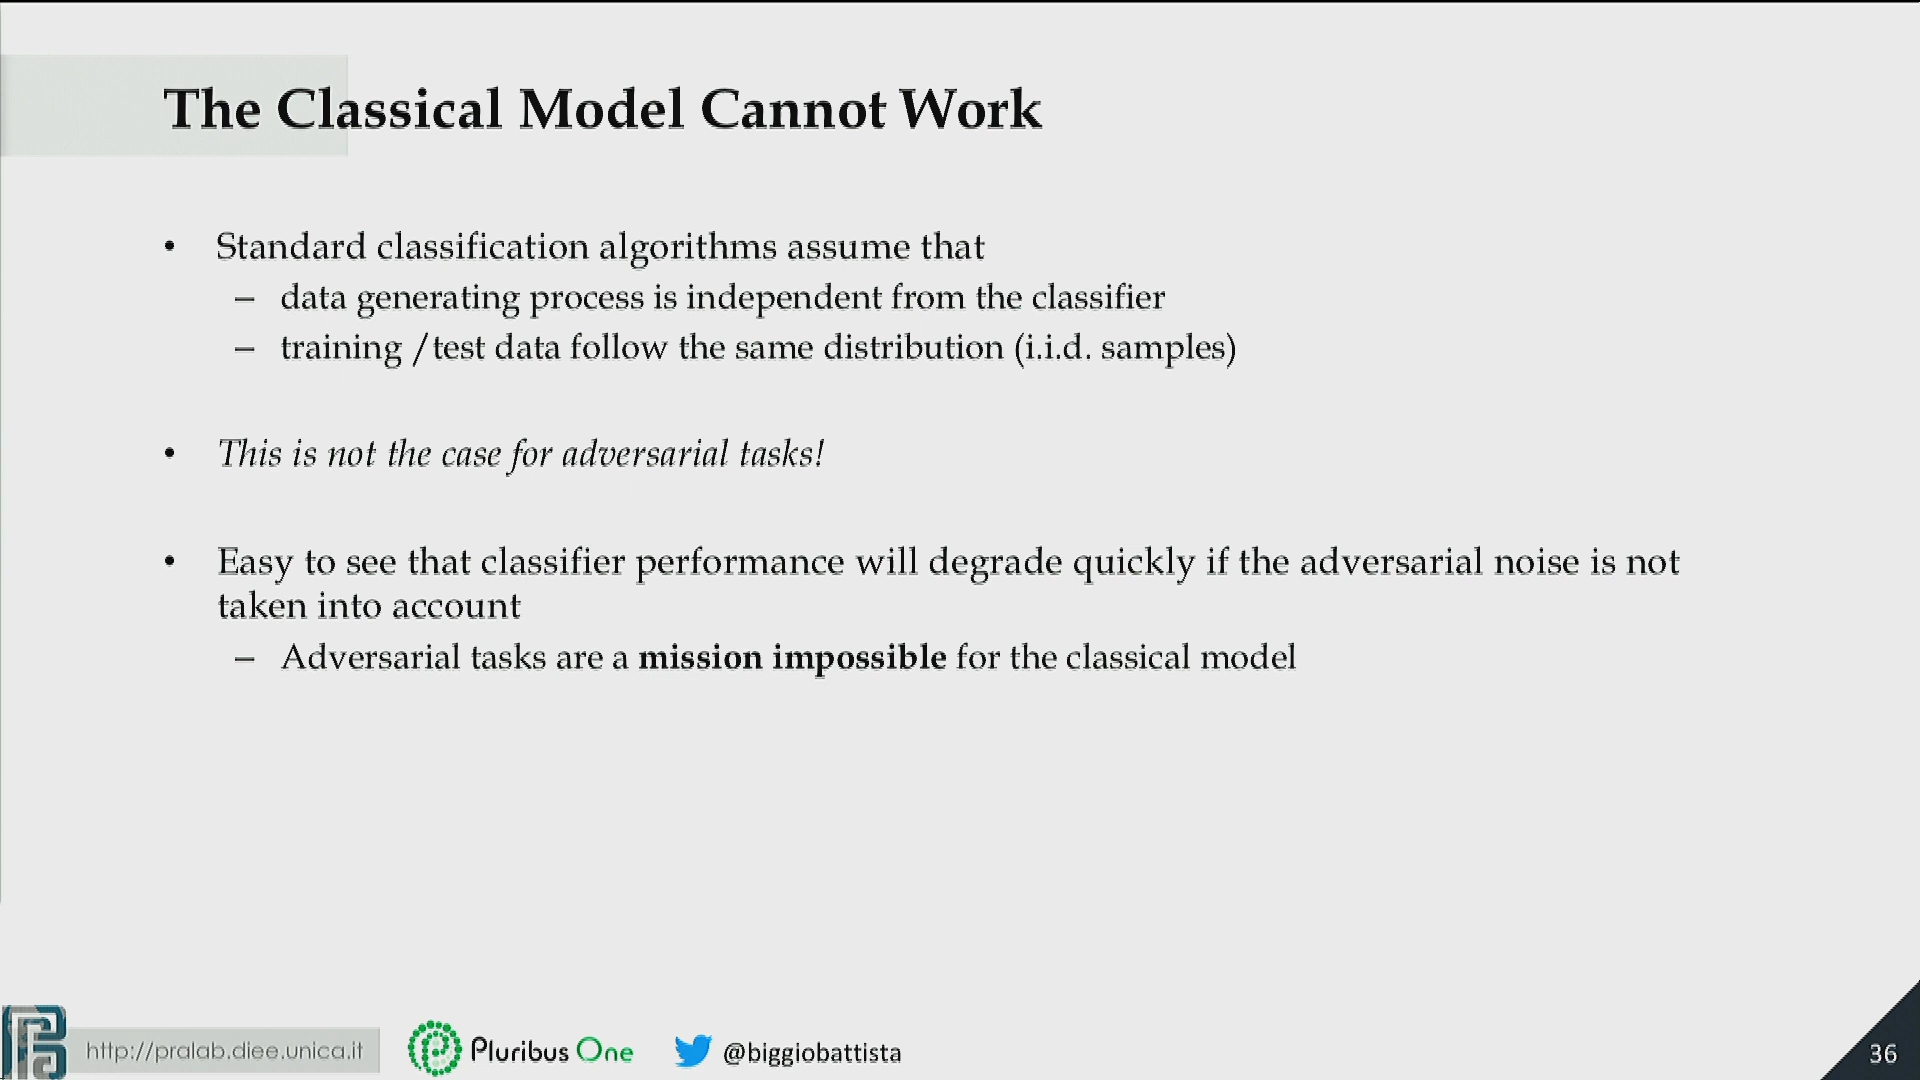 The Classical Model Cannot Work
• Standard classification algorithms assume that
– data generating process is independent from the classifier
– training /test data follow the same distribution (i.i.d. samples)
• This is not the case for adversarial tasks!
• Easy to see that classifier performance will degrade quickly if the adversarial noise is not
taken into account
– Adversarial tasks are a mission impossible for the classical model
http://pralab.diee.unica.it
Pluribus One
@biggiobattista
36